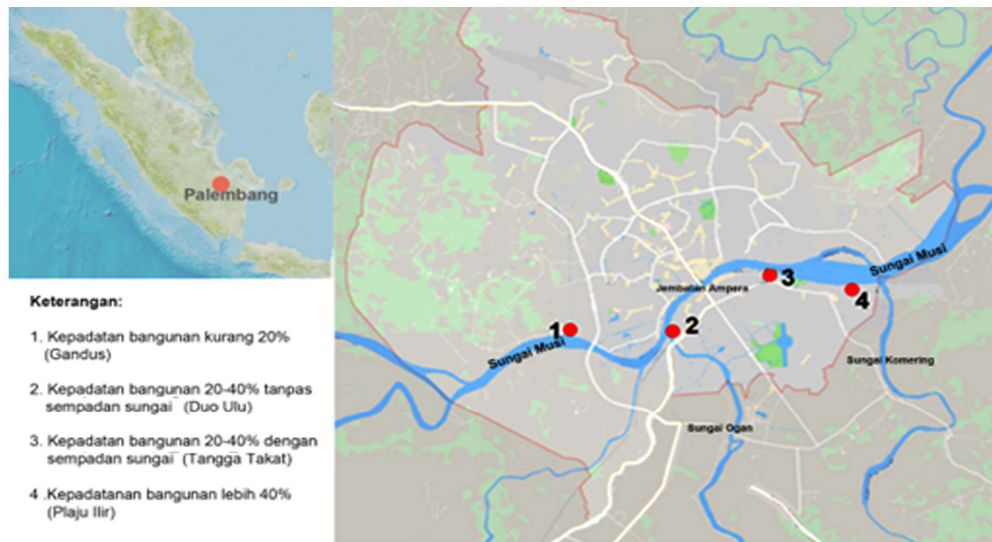 Palembang
Keterangan:
1. Kepadatan bangunan kurang 20%
(Gandus)
2. Kepadatan bangunan 20-40% tanpas
sempadan sungai (Duo Ulu)
3. Kepadatan bangunan 20-40% dengan
sempadan sungai (Tangga Takat)
4 .Kepadatanan bangunan lebih 40%
(Plaju Ilir)
Sungai Musi
Jembatan Ampera
3
4
1
2
Sungai Musi
Sungai Komering
Sungai Ogan